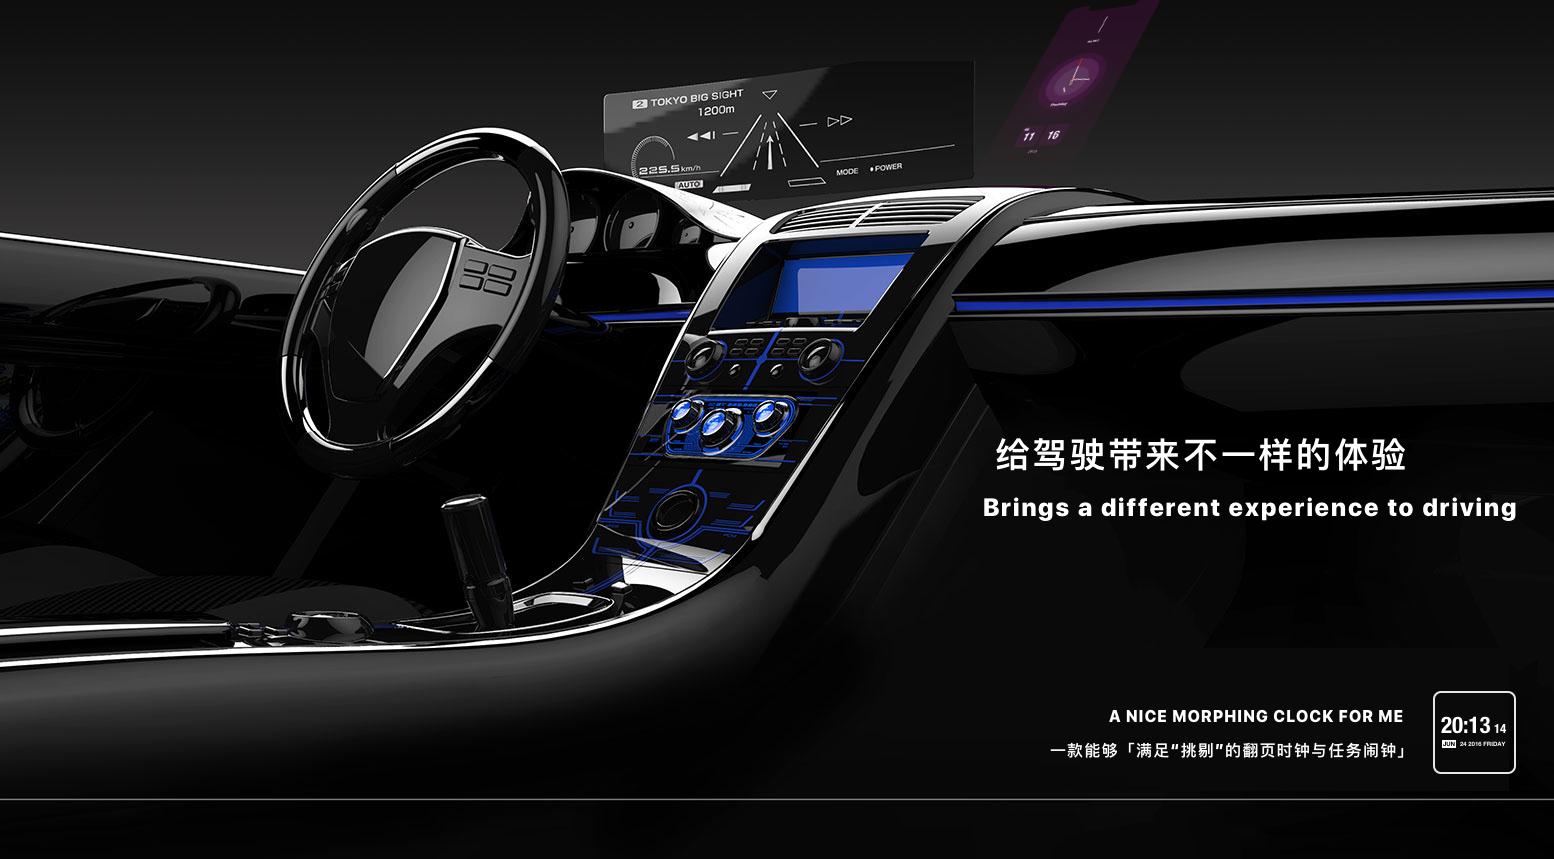 2 TOKYO BIG SIGHT
1200m
225.5 km/h
AUTO
MODE
POWER
11 16
给驾驶带来不一样的体验
Brings a different experience to driving
A NICE MORPHING CLOCK FOR ME
一款能够「满足“挑剔”的翻页时钟与任务闹钟」
20:13 14
JUN 24 2016 FRIDAY